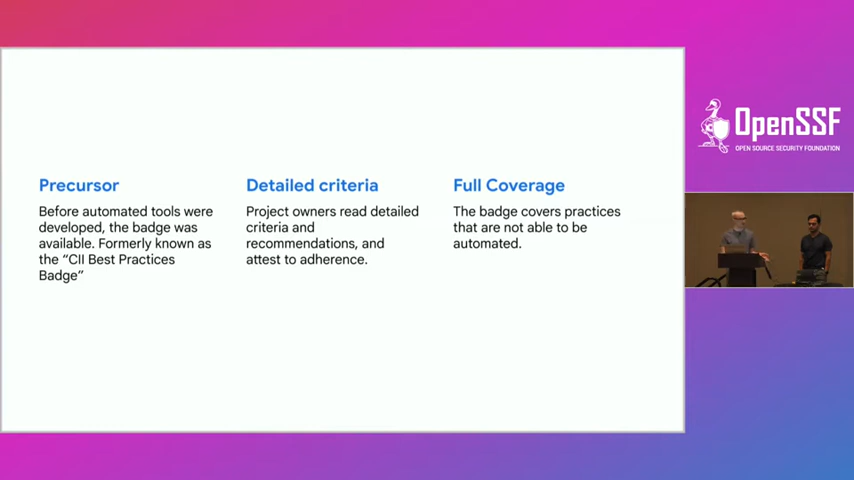 Precursor
Before automated tools were
developed, the badge was
available. Formerly known as
the “CII Best Practices
Badge”
Detailed criteria
Project owners read detailed
criteria and
recommendations, and
attest to adherence.
Full Coverage
The badge covers practices
that are not able to be
automated.
OpenSSF
OPEN SOURCE SECURITY FOUNDATION